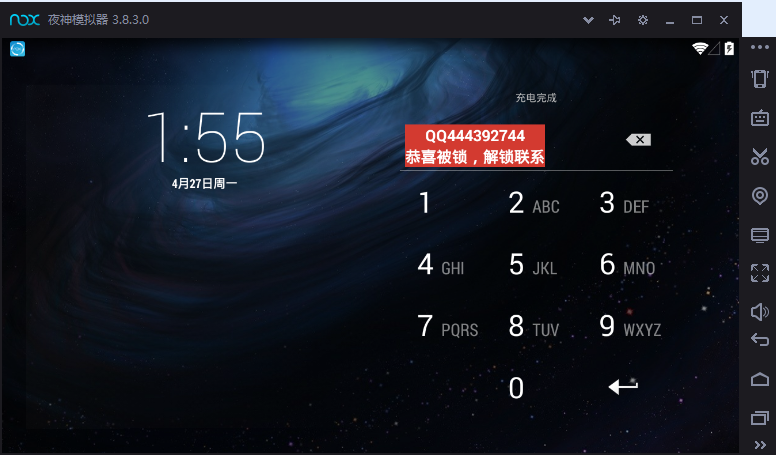 nox 夜神模拟器 3.8.3.0
充电完成
1:55
4月27日周一
QQ444392744
恭喜被锁，解锁联系
1
2 ABC
3 DEF
4 GHI
5 JKL
6 MNO
7 PQRS
8 TUV
9 WXYZ
0